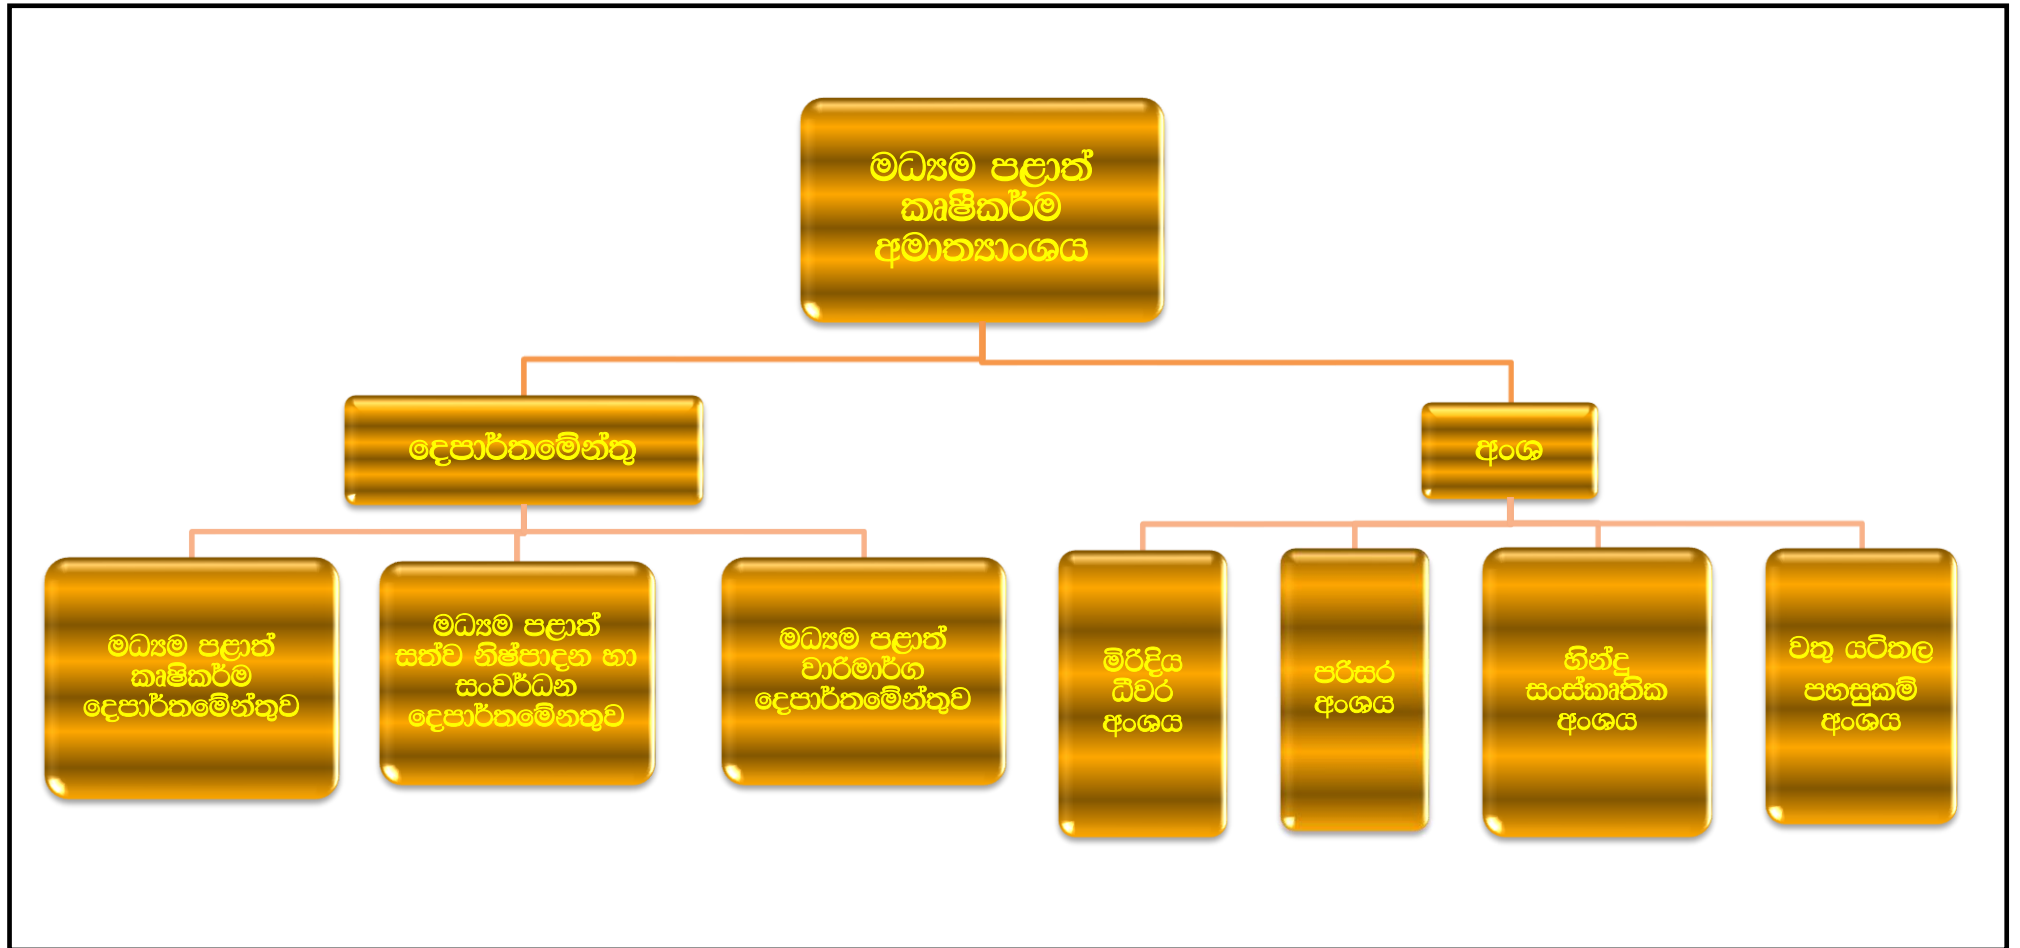 මධ්‍යම පළාත්
කෘෂිකර්ම
අමාත්‍යාංශය
දෙපාර්තමේන්තු
අංශ
මධ්‍යම පළාත්
කෘෂිකර්ම
දෙපාර්තමේන්තුව
මධ්‍යම පළාත්
සත්ව නිෂ්පාදන හා
සංවර්ධන
දෙපාර්තමේනතුව
මධ්‍යම පළාත්
වාරිමාර්ග
දෙපාර්තමේන්තුව
මිරිදිය
ධීවර
අංශය
පරිසර
අංශය
හින්දු
සංස්කෘතික
අංශය
වතු යටිතල
පහසුකම්
අංශය